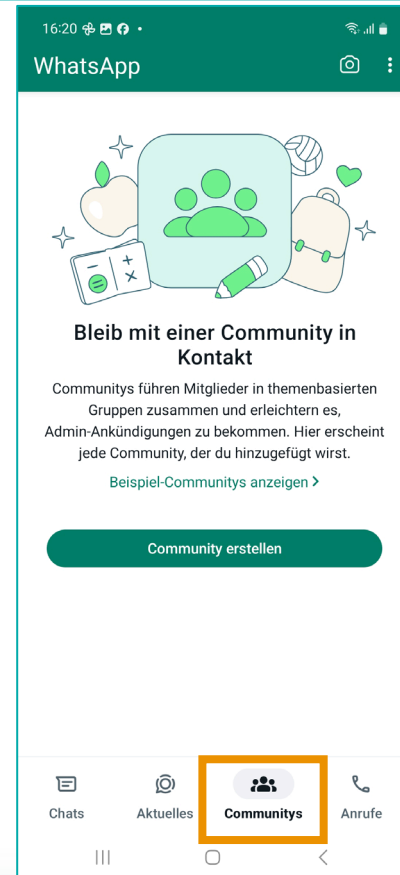 16:20
WhatsApp
Bleib mit einer Community in
Kontakt
Communitys führen Mitglieder in themenbasierten
Gruppen zusammen und erleichtern es,
Admin-Ankündigungen zu bekommen. Hier erscheint
jede Community, der du hinzugefügt wirst.
Beispiel-Communitys anzeigen >
Community erstellen
Chats Aktuelles Communitys Anrufe